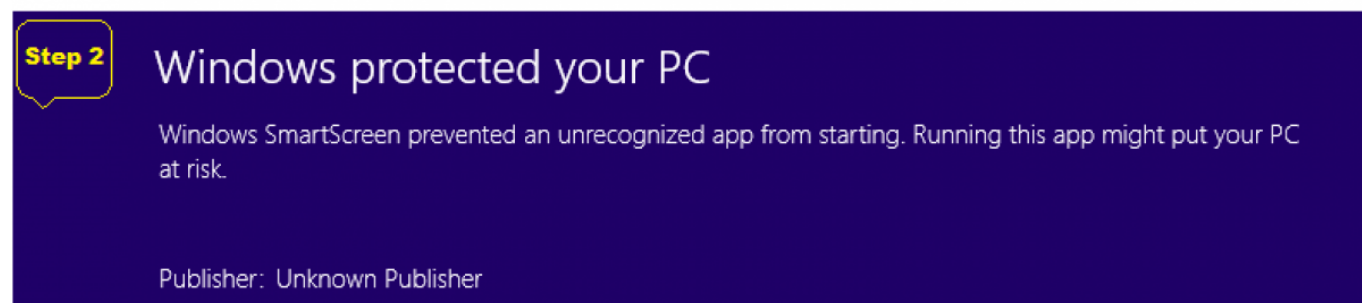 Step 2
Windows protected your PC
Windows SmartScreen prevented an unrecognized app from starting. Running this app might put your PC
at risk.
Publisher: Unknown Publisher